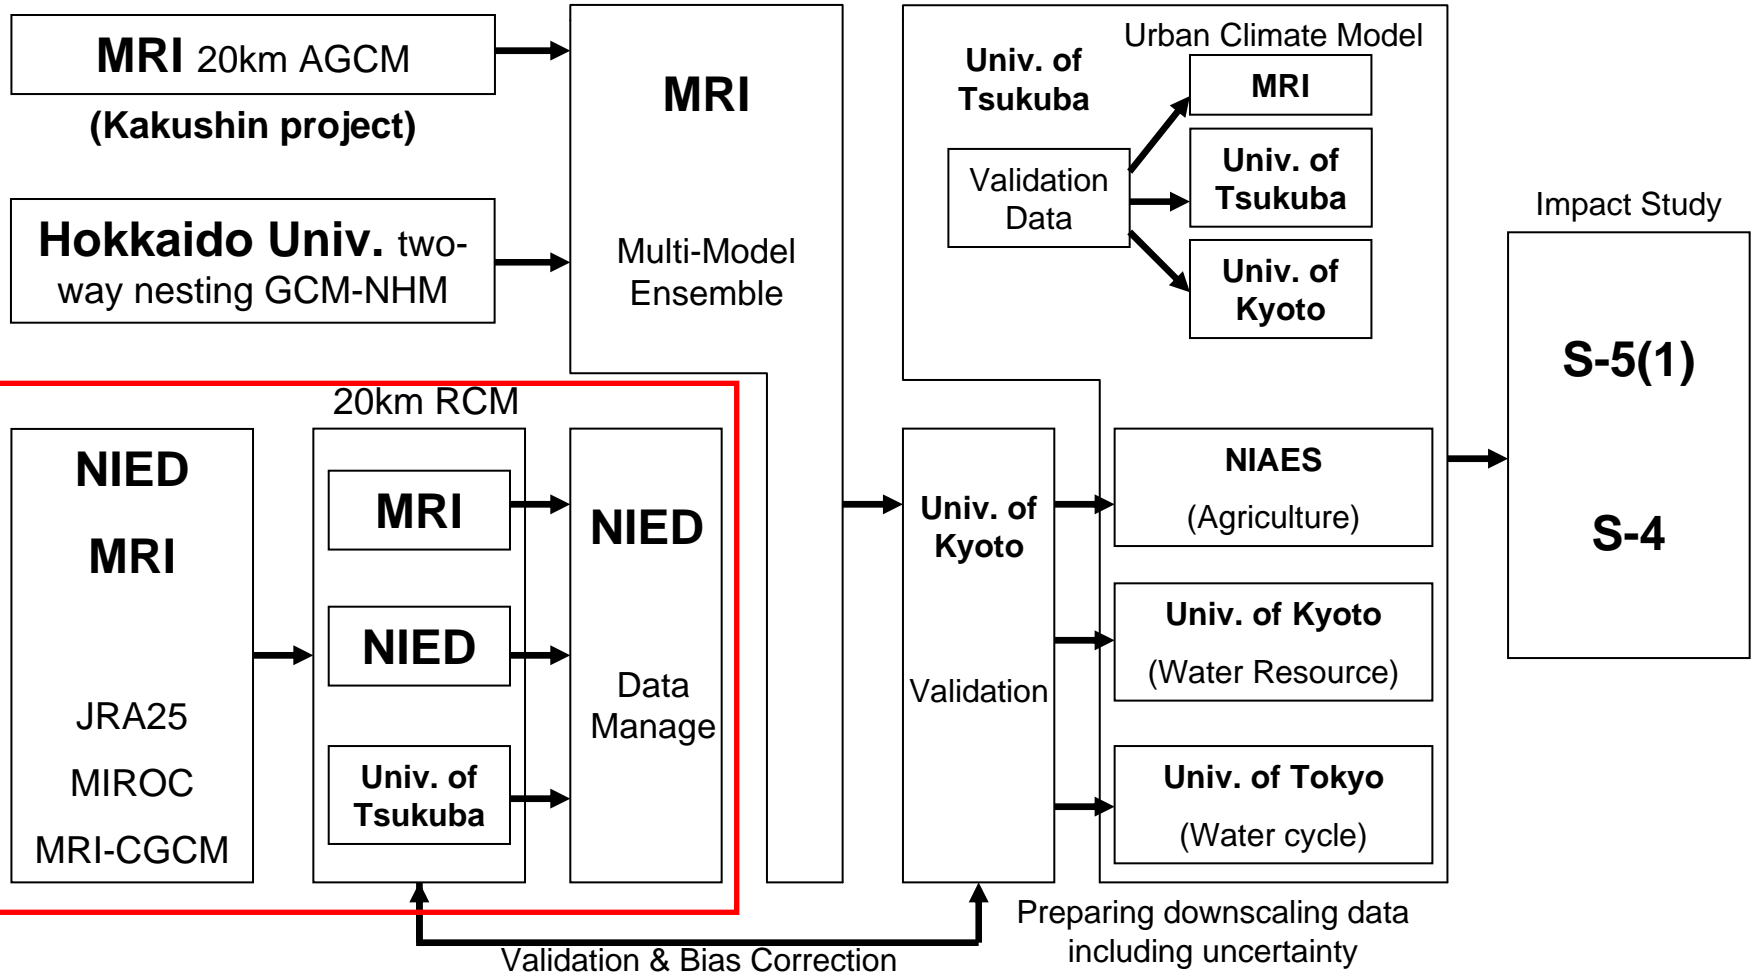 MRI 20km AGCM
(Kakushin project)
Hokkaido Univ. two-
way nesting GCM-NHM
MRI
Multi-Model
Ensemble
Urban Climate Model
Univ. of
Tsukuba
Validation
Data
MRI
Univ. of
Tsukuba
Univ. of
Kyoto
Impact Study
S-5(1)
S-4
20km RCM
NIED
MRI
JRA25
MIROC
MRI-CGCM
MRI
NIED
Univ. of
Tsukuba
NIED
Data
Manage
Univ. of
Kyoto
Validation
NIAES
(Agriculture)
Univ. of Kyoto
(Water Resource)
Univ. of Tokyo
(Water cycle)
Preparing downscaling data
including uncertainty
Validation & Bias Correction